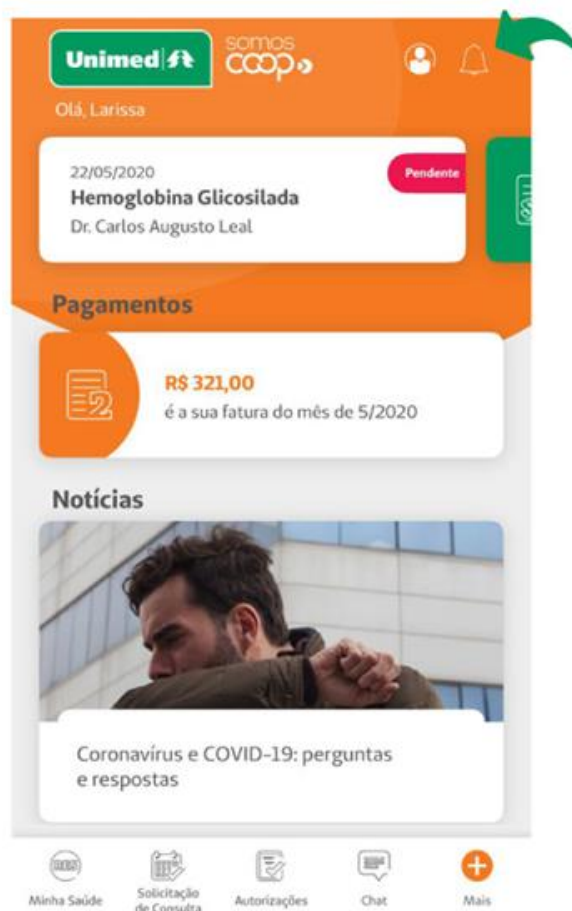 Unimed
somos
coop
Olá, Larissa
22/05/2020
Pendente
Hemoglobina Glicosilada
Dr. Carlos Augusto Leal
Pagamentos
R$ 321,00
é a sua fatura do mês de 5/2020
Notícias
Coronavírus e COVID-19: perguntas
e respostas
RES
Minha Saúde
Solicitação
de Consulta
Autorizações
Chat
Mais